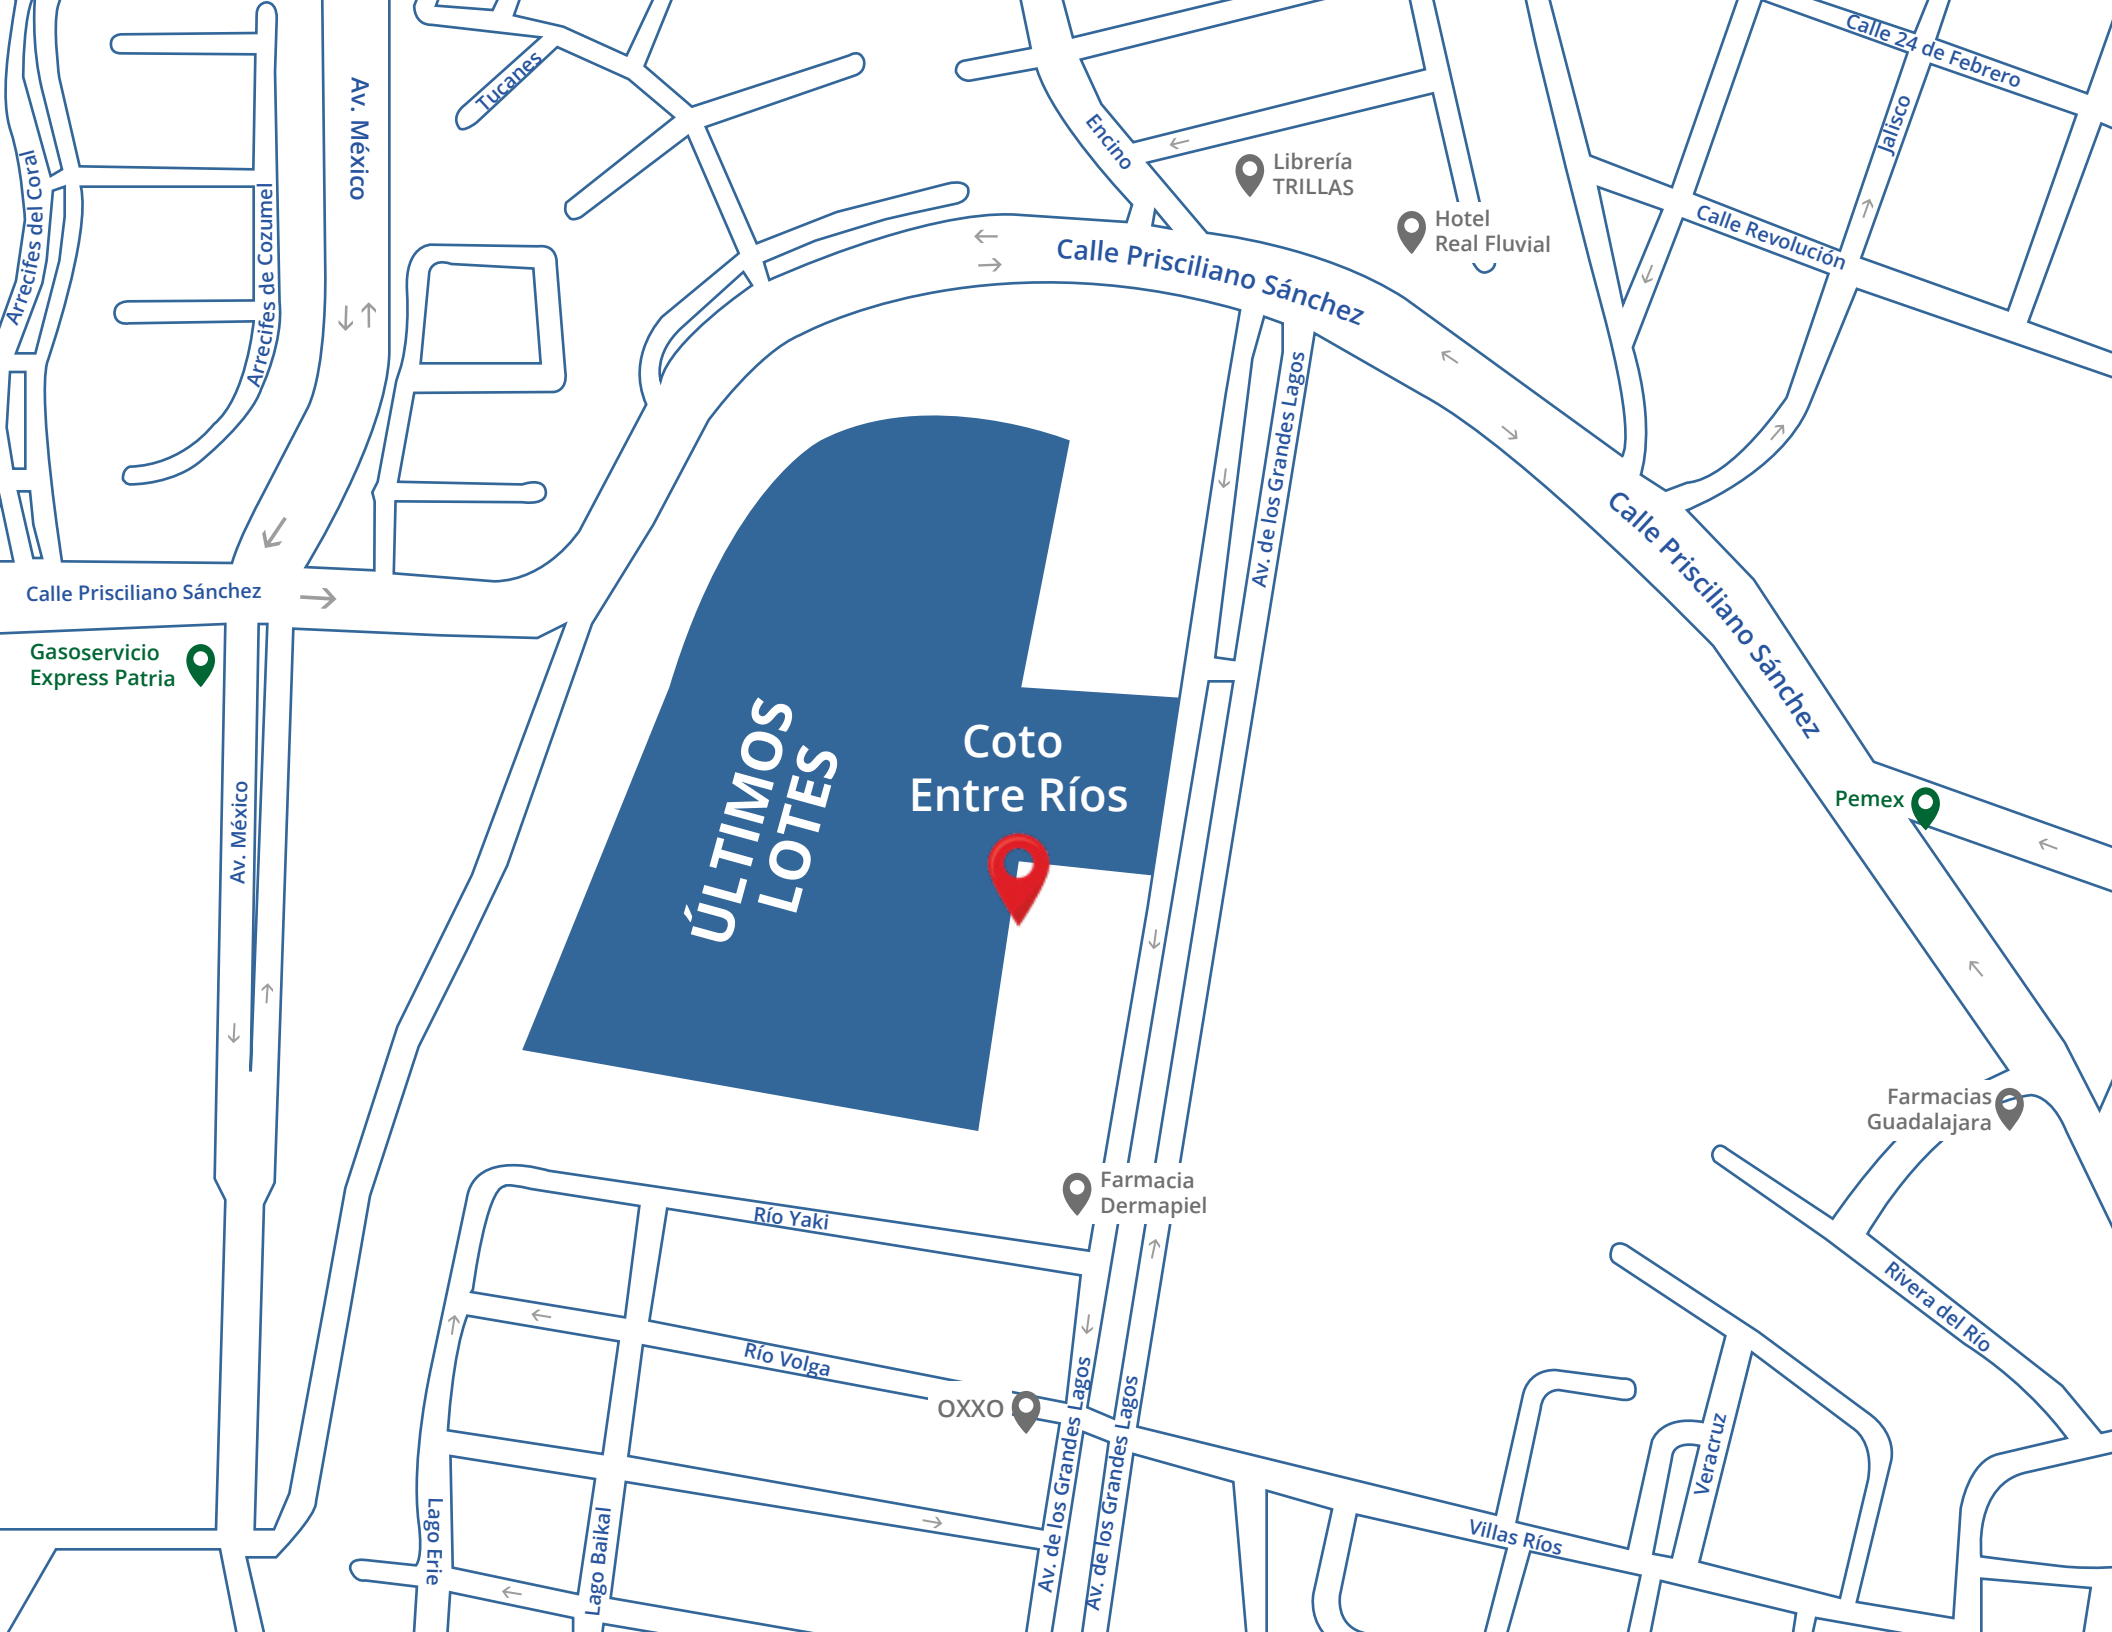 Calle 24 de Febrero
Tucanes
Av. México
Jalisco
Encino
Librería
TRILLAS
Arrecifes del Coral
Arrecifes de Cozumel
Hotel
Real Fluvial
Calle Revolución
Calle Prisciliano Sánchez
Av. de los Grandes Lagos
Calle Prisciliano Sánchez
Calle Prisciliano Sánchez
Gasoservicio
Express Patria
ÚLTIMOS
LOTES
Coto
Entre Ríos
Av. México
Pemex
Farmacias
Guadalajara
Farmacia
Dermapiel
Río Yaki
Rivera del Río
Río Volga
OXXO
Av. de los Grandes Lagos
Av. de los Grandes Lagos
Veracruz
Villas Ríos
Lago Erie
Lago Baikal